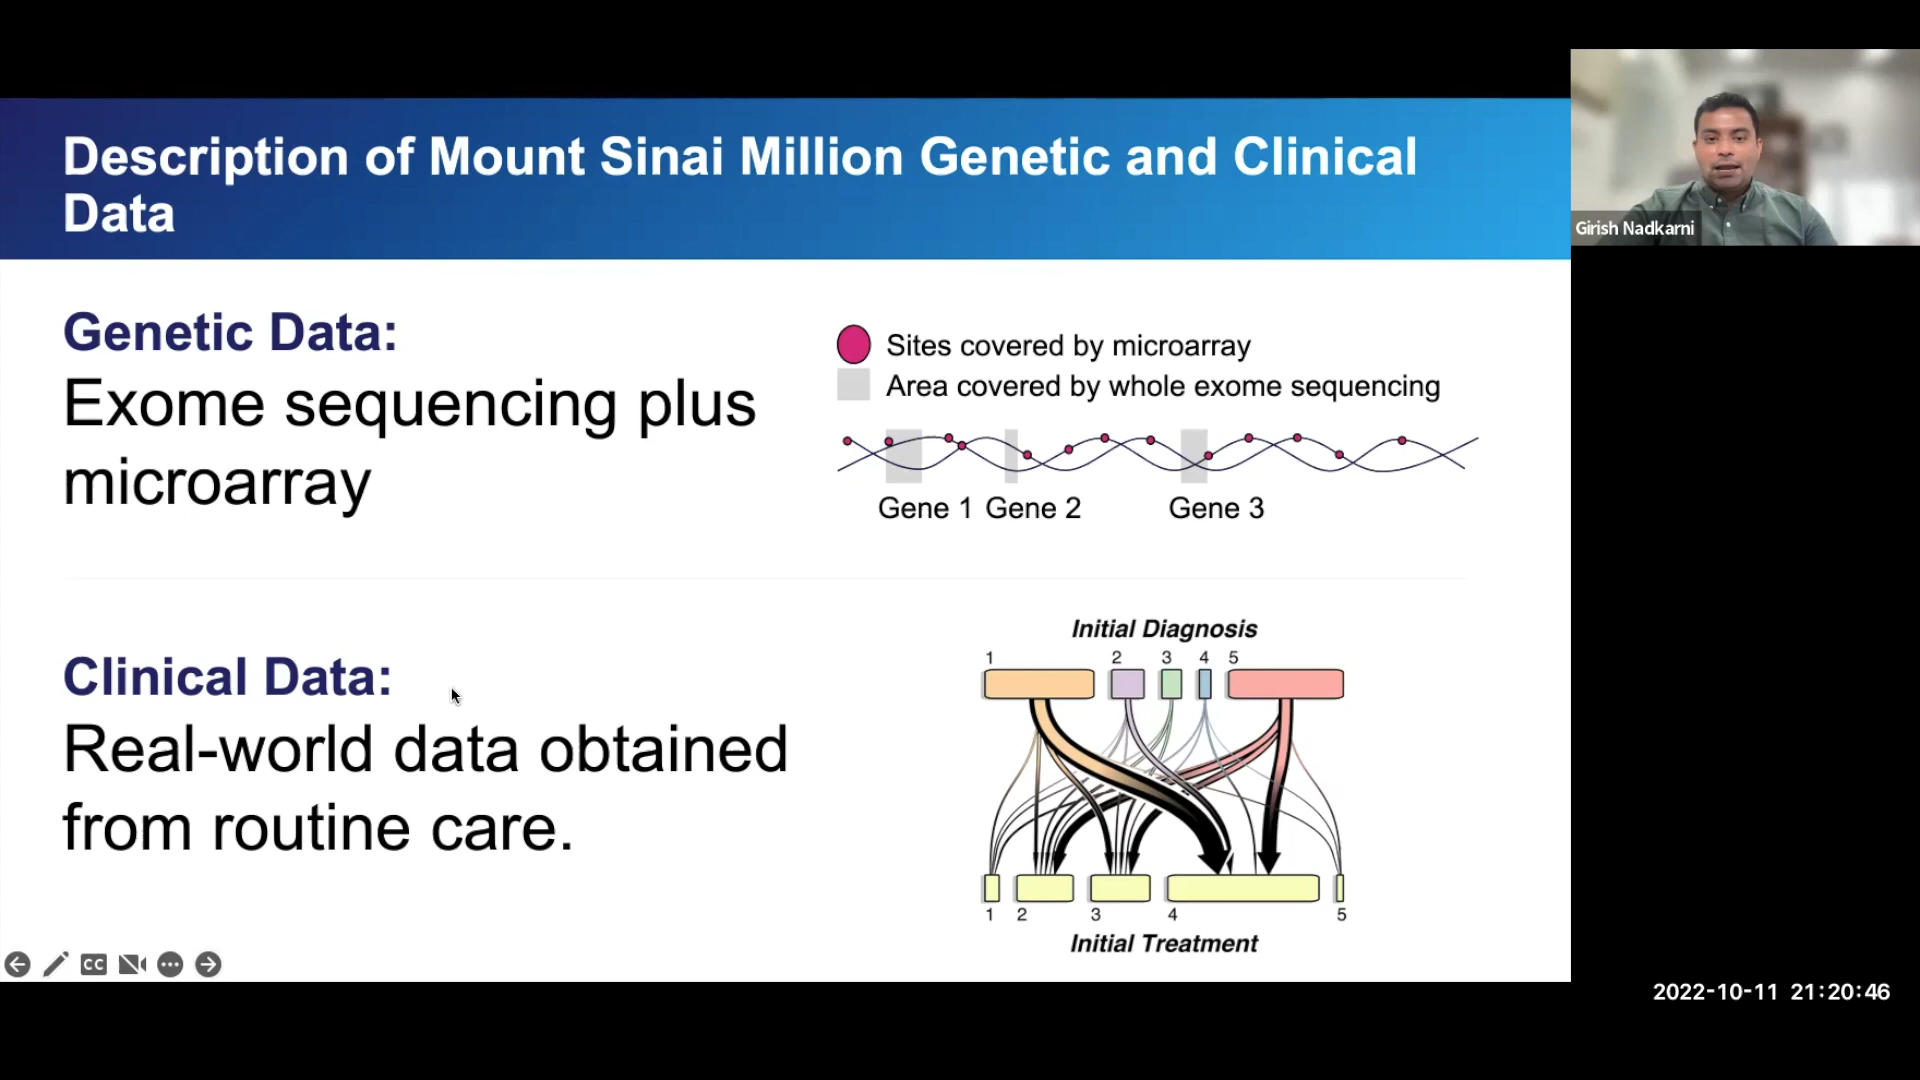 Description of Mount Sinai Million Genetic and Clinical
Data
Girish Nadkarni
Genetic Data:
Exome sequencing plus
microarray
Sites covered by microarray
Area covered by whole exome sequencing
Gene 1 Gene 2 Gene 3
Clinical Data:
Real-world data obtained
from routine care.
Initial Diagnosis
1 2 3 4 5
1 2 3 4 5
Initial Treatment
CC
2022-10-11 21:20:46